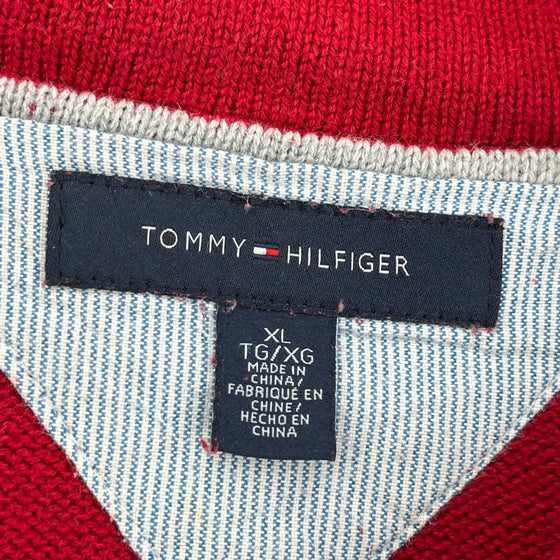 TOMMY HILFIGER
XL
TG/XG
MADE IN
CHINA/
FABRIQUÉ EN
CHINE/
HECHO EN
CHINA